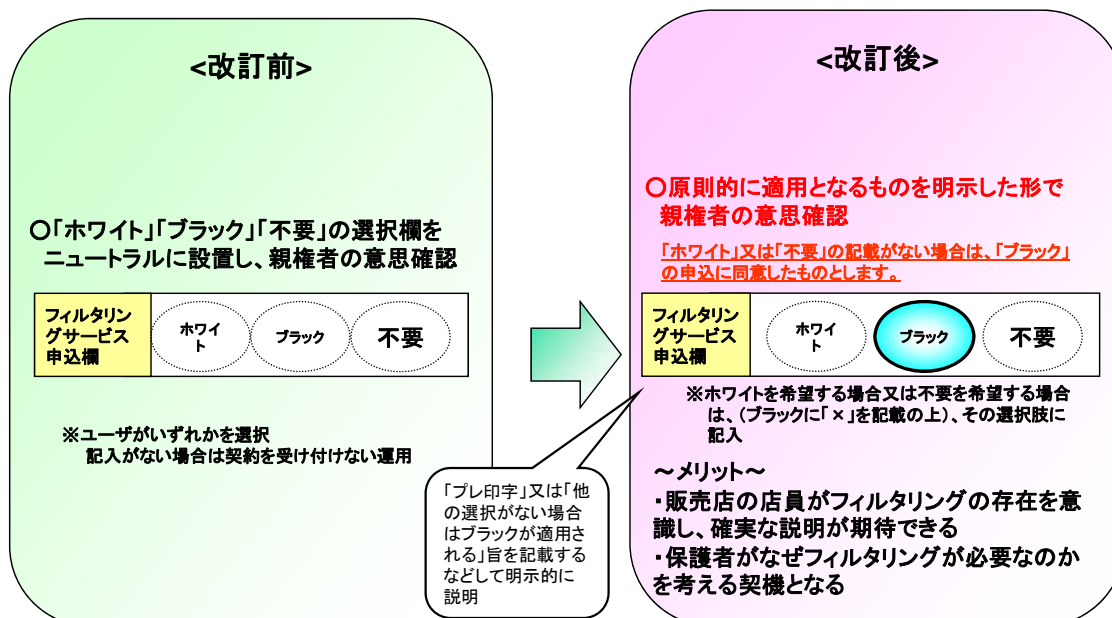 <改訂前>
○「ホワイト」「ブラック」「不要」の選択欄を
ニュートラルに設置し、親権者の意思確認
フィルタリン
グサービス
申込欄
ホワイ
ト
ブラック
不要
※ユーザがいずれかを選択
記入がない場合は契約を受け付けない運用
<改訂後>
○原則的に適用となるものを明示した形で
親権者の意思確認
「ホワイト」又は「不要」の記載がない場合は、「ブラック」
の申込に同意したものとします。
フィルタリン
グサービス
申込欄
ホワイ
ト
ブラック
不要
※ホワイトを希望する場合又は不要を希望する場合
は、(ブラックに「×」を記載の上)、その選択肢に
記入
「プレ印字」又は「他
の選択がない場合
はブラックが適用さ
れる」旨を記載する
などして明示的に
説明
～メリット～
・販売店の店員がフィルタリングの存在を意
識し、確実な説明が期待できる
・保護者がなぜフィルタリングが必要なのか
を考える契機となる